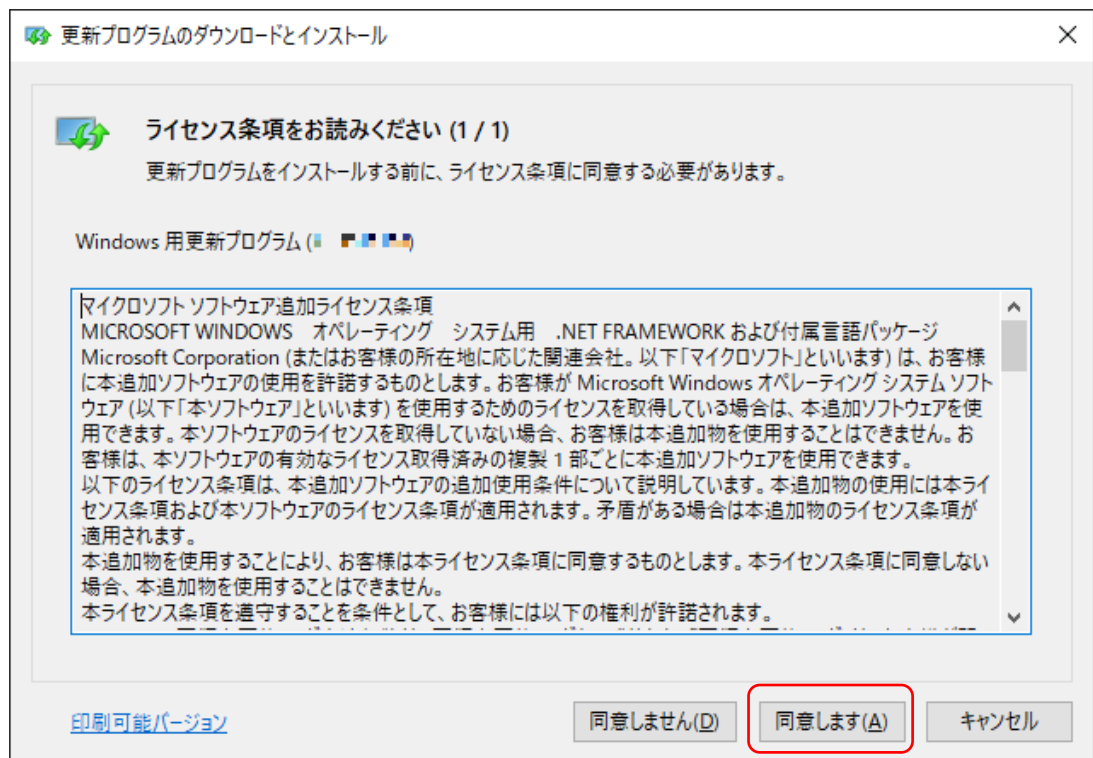 更新プログラムのダウンロードとインストール
ライセンス条項をお読みください (1 / 1)
更新プログラムをインストールする前に、ライセンス条項に同意する必要があります。
Windows 用更新プログラム (
マイクロソフト ソフトウェア追加ライセンス条項
MICROSOFT WINDOWS　オペレーティング　システム用　.NET FRAMEWORK および付属言語パッケージ
Microsoft Corporation (またはお客様の所在地に応じた関連会社。以下「マイクロソフト」といいます) は、お客様
に本追加ソフトウェアの使用を許諾するものとします。お客様が Microsoft Windows オペレーティング システム ソフト
ウェア (以下「本ソフトウェア」といいます) を使用するためのライセンスを取得している場合は、本追加ソフトウェアを使
用できます。本ソフトウェアのライセンスを取得していない場合、お客様は本追加物を使用することはできません。お
客様は、本ソフトウェアの有効なライセンス取得済みの複製 1 部ごとに本追加ソフトウェアを使用できます。
以下のライセンス条項は、本追加ソフトウェアの追加使用条件について説明しています。本追加物の使用には本ライ
センス条項および本ソフトウェアのライセンス条項が適用されます。矛盾がある場合は本追加物のライセンス条項が
適用されます。
本追加物を使用することにより、お客様は本ライセンス条項に同意するものとします。本ライセンス条項に同意しない
場合、本追加物を使用することはできません。
本ライセンス条項を遵守することを条件として、お客様には以下の権利が許諾されます。
印刷可能バージョン
同意しません(D)
同意します(A)
キャンセル